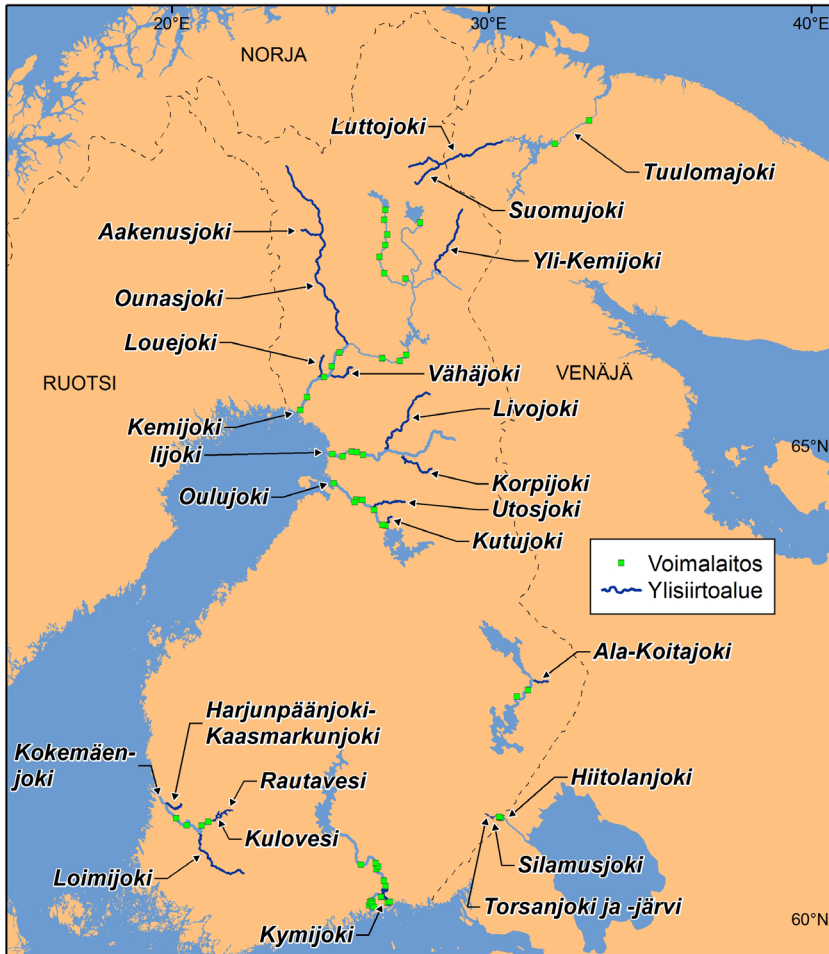 20°E
30°E
40°E
NORJA
Luttojoki
Tuulomajoki
Suomujoki
Aakenusjoki
Yli-Kemijoki
Ounasjoki
Louejoki
Vähäjoki
RUOTSI
VENÄJÄ
Livojoki
Kemijoki
65°N
Iijoki
Korpijoki
Oulujoki
Utosjoki
Kutujoki
Voimalaitos
Ylisiirtoalue
Ala-Koitajoki
Harjunpäänjoki-
Kaasmarkunjoki
Kokemäen-
joki
Rautavesi
Hiitolanjoki
Kulovesi
Silamusjoki
Loimijoki
Torsanjoki ja -järvi
Kymijoki
60°N